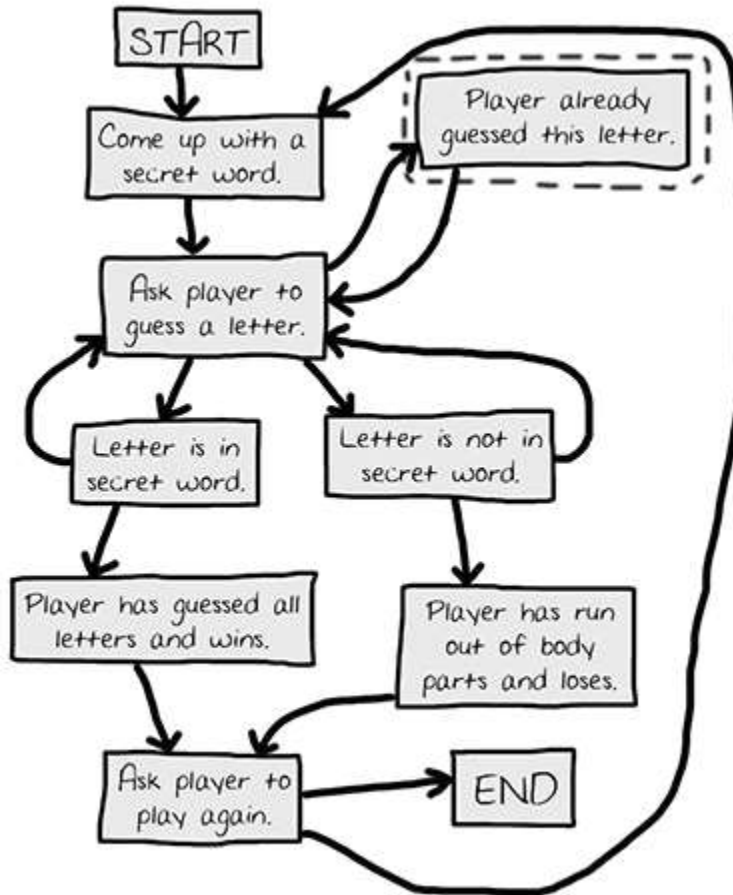 START
Come up with a
secret word.
Player already
guessed this letter.
Ask player to
guess a letter.
Letter is in
secret word.
Letter is not in
secret word.
Player has guessed all
letters and wins.
Player has run
out of body
parts and loses.
Ask player to
play again.
END